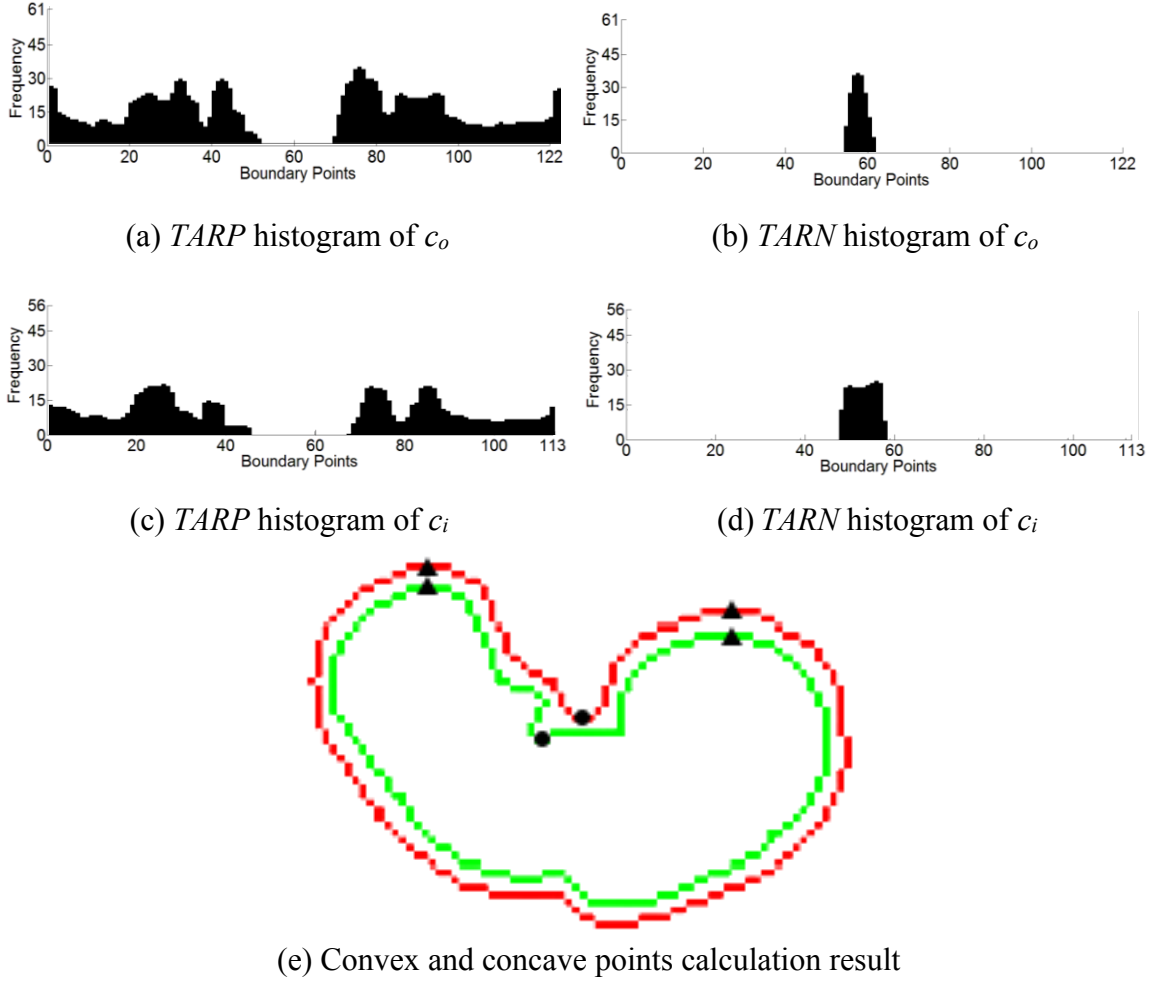 61
45
30
15
0
Frequency
0 20 40 60 80 100 122
Boundary Points
61
45
30
15
0
Frequency
0 20 40 60 80 100 122
Boundary Points
(a) TARP histogram of co
(b) TARN histogram of co
56
45
30
15
0
Frequency
0 20 40 60 80 100 113
Boundary Points
56
45
30
15
0
Frequency
0 20 40 60 80 100 113
Boundary Points
(c) TARP histogram of ci
(d) TARN histogram of ci
(e) Convex and concave points calculation result